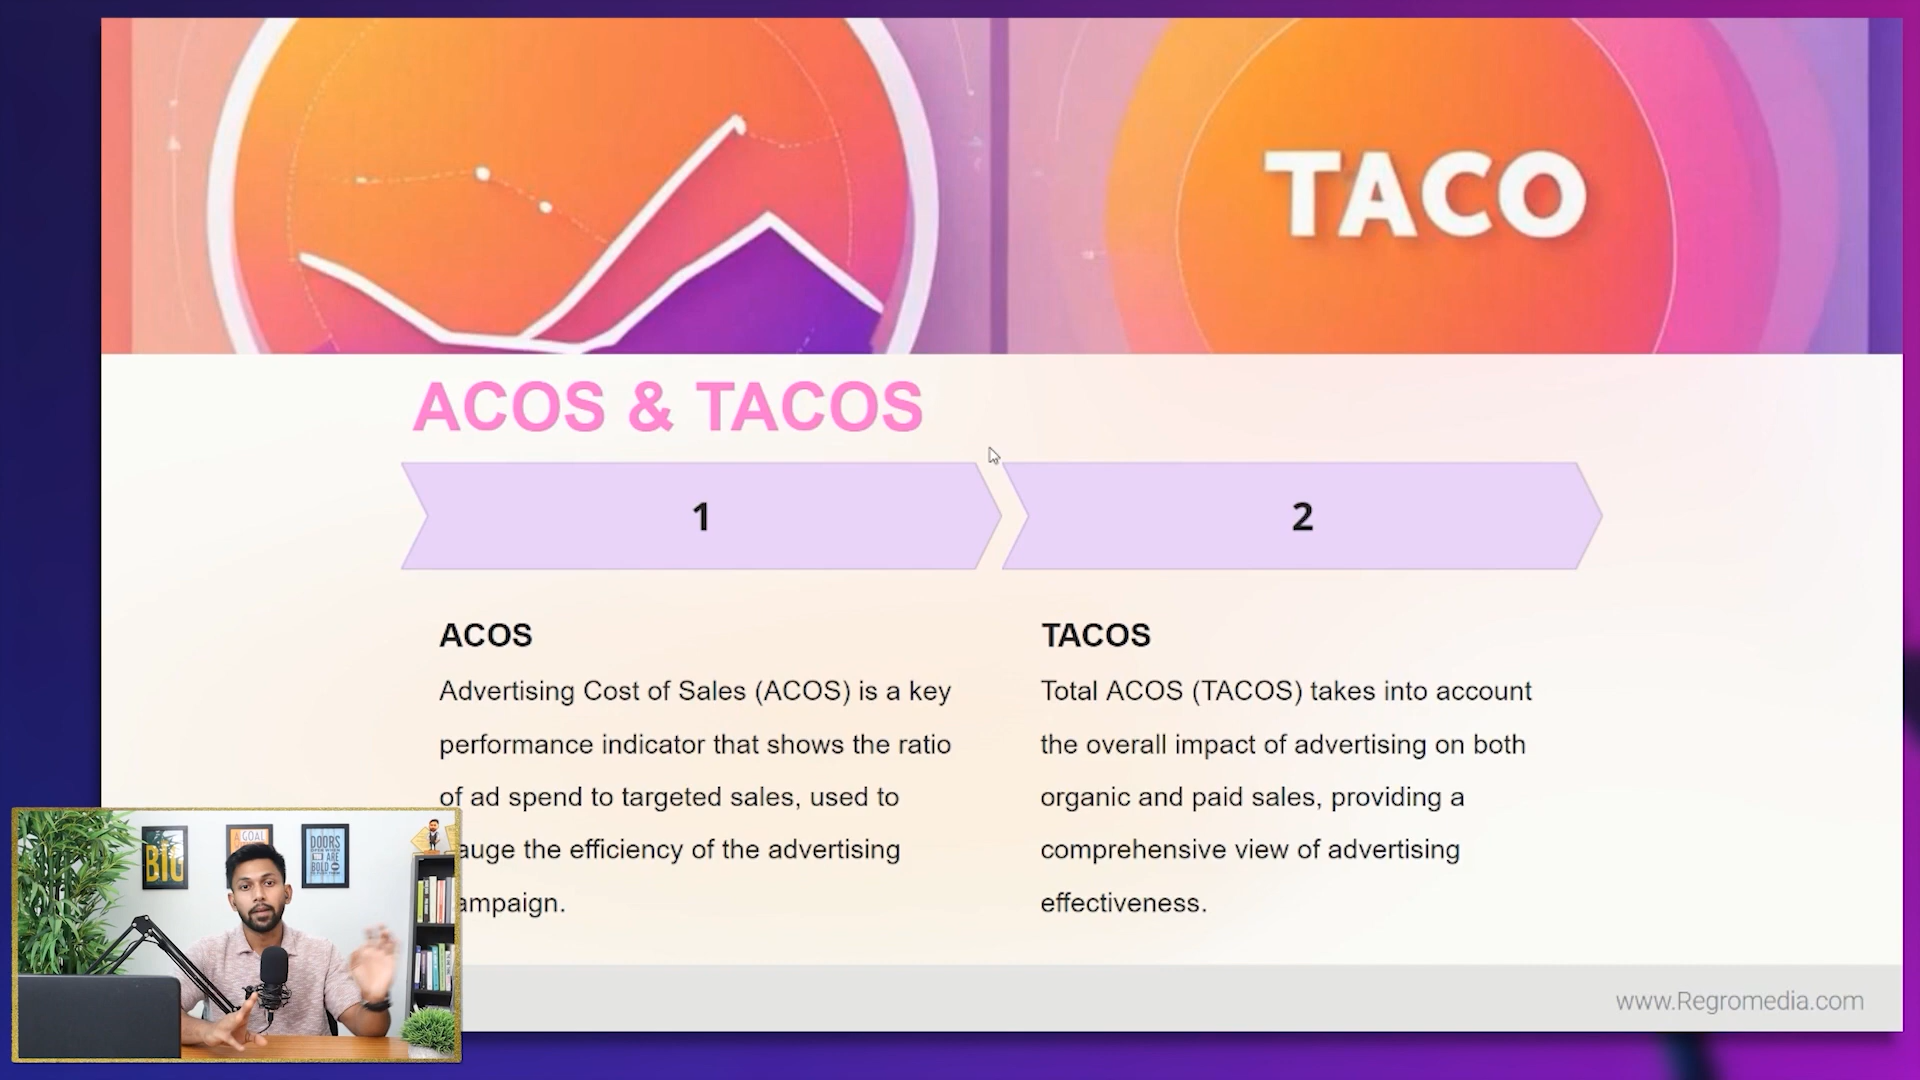 TACO
ACOS & TACOS
1
2
ACOS
Advertising Cost of Sales (ACOS) is a key
performance indicator that shows the ratio
of ad spend to targeted sales, used to
auge the efficiency of the advertising
ampaign.
TACOS
Total ACOS (TACOS) takes into account
the overall impact of advertising on both
organic and paid sales, providing a
comprehensive view of advertising
effectiveness.
BIG
A GOAL
DOORS
ARE
www.Regromedia.com